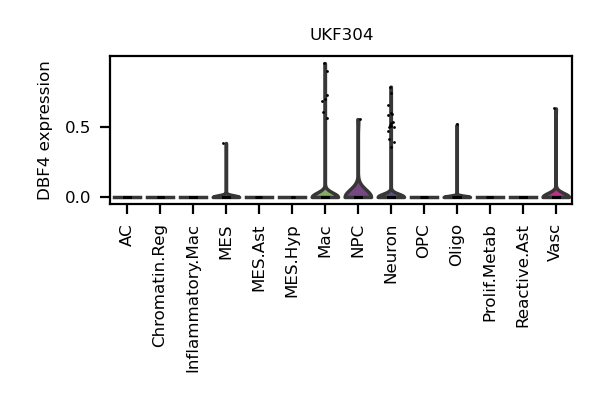 UKF304
DBF4 expression
0.5
0.0
AC
Chromatin.Reg
Inflammatory.Mac
MES
MES.Ast
MES.Hyp
Mac
NPC
Neuron
OPC
Oligo
Prolif.Metab
Reactive.Ast
Vasc